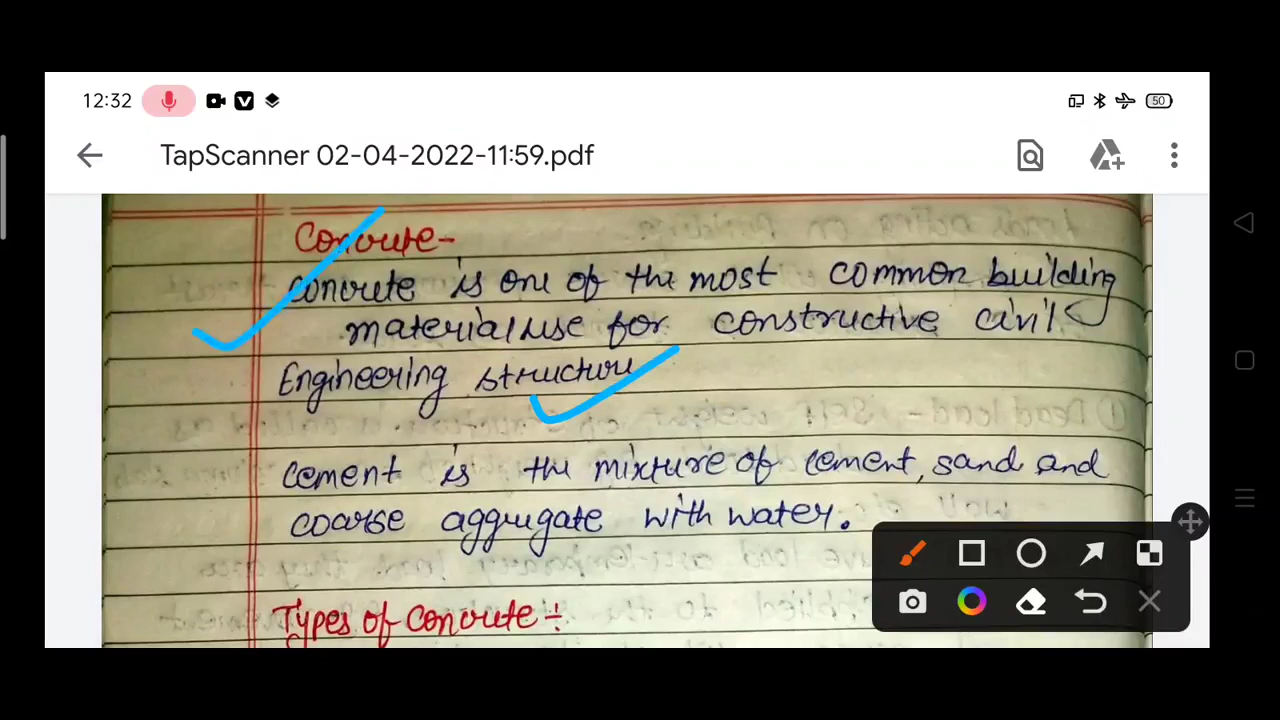 12:32
50
TapScanner 02-04-2022-11:59.pdf
Concrete-
concrete is one of the most common building
material use for constructive civil
Engineering structure
cement is the mixture of cement, sand and
coarse aggregate with water.
Types of concrete ÷